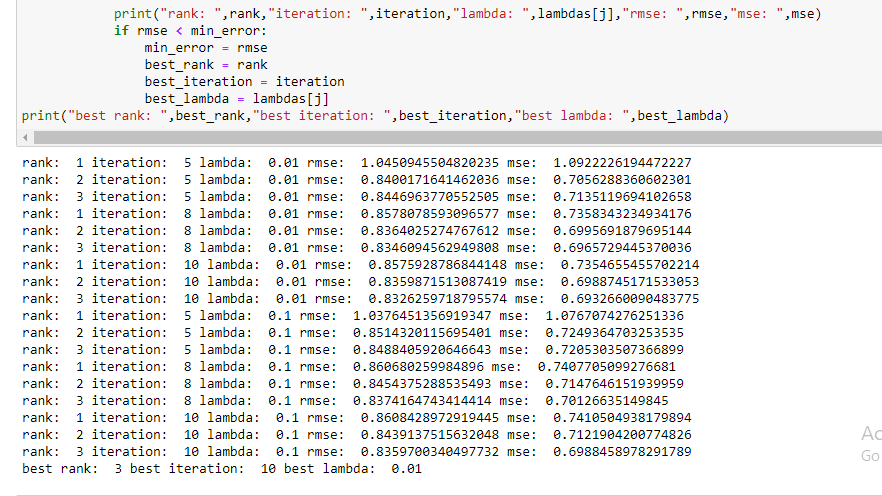 print("rank: ",rank,"iteration: ",iteration,"lambda: ",lambdas[j],"rmse: ",rmse,"mse: ",mse)
if rmse < min_error:
min_error = rmse
best_rank = rank
best_iteration = iteration
best_lambda = lambdas[j]
print("best rank: ",best_rank,"best iteration: ",best_iteration,"best lambda: ",best_lambda)
rank:  1 iteration:  5 lambda:  0.01 rmse:  1.0450945504820235 mse:  1.0922226194472227
rank:  2 iteration:  5 lambda:  0.01 rmse:  0.8400171641462036 mse:  0.7056288360602301
rank:  3 iteration:  5 lambda:  0.01 rmse:  0.8446963770552505 mse:  0.7135119694102658
rank:  1 iteration:  8 lambda:  0.01 rmse:  0.8578078593096577 mse:  0.7358343234934176
rank:  2 iteration:  8 lambda:  0.01 rmse:  0.8364025274767612 mse:  0.6995691879695144
rank:  3 iteration:  8 lambda:  0.01 rmse:  0.8346094562949808 mse:  0.6965729445370036
rank:  1 iteration:  10 lambda:  0.01 rmse:  0.8575928786844148 mse:  0.7354655455702214
rank:  2 iteration:  10 lambda:  0.01 rmse:  0.8359871513087419 mse:  0.6988745171533053
rank:  3 iteration:  10 lambda:  0.01 rmse:  0.8326259718795574 mse:  0.6932660090483775
rank:  1 iteration:  5 lambda:  0.1 rmse:  1.0376451356919347 mse:  1.0767074276251336
rank:  2 iteration:  5 lambda:  0.1 rmse:  0.8514320115695401 mse:  0.7249364703253535
rank:  3 iteration:  5 lambda:  0.1 rmse:  0.8488405920646643 mse:  0.7205303507366899
rank:  1 iteration:  8 lambda:  0.1 rmse:  0.860680259984896 mse:  0.7407705099276681
rank:  2 iteration:  8 lambda:  0.1 rmse:  0.8454375288535493 mse:  0.7147646151939959
rank:  3 iteration:  8 lambda:  0.1 rmse:  0.8374164743414414 mse:  0.70126635149845
rank:  1 iteration:  10 lambda:  0.1 rmse:  0.8608428972919445 mse:  0.7410504938179894
rank:  2 iteration:  10 lambda:  0.1 rmse:  0.8439137515632048 mse:  0.7121904200774826
rank:  3 iteration:  10 lambda:  0.1 rmse:  0.8359700340497732 mse:  0.6988458978291789
best rank:  3 best iteration:  10 best lambda:  0.01
Ac
Go